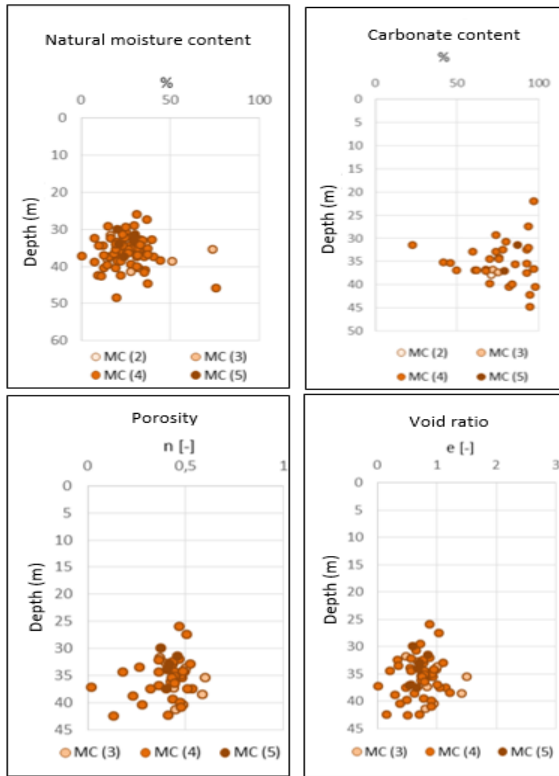 Natural moisture content
%
0 50 100
0
10
20
30
40
50
60
Depth (m)
MC (2) MC (3)
MC (4) MC (5)
Carbonate content
%
0 50 100
0
5
10
15
20
25
30
35
40
45
50
Depth (m)
MC (2) MC (3)
MC (4) MC (5)
Porosity
n [-]
0 0,5 1
0
5
10
15
20
25
30
35
40
45
Depth (m)
MC (3) MC (4) MC (5)
Void ratio
e [-]
0 1 2 3
0
5
10
15
20
25
30
35
40
45
Depth (m)
MC (3) MC (4) MC (5)